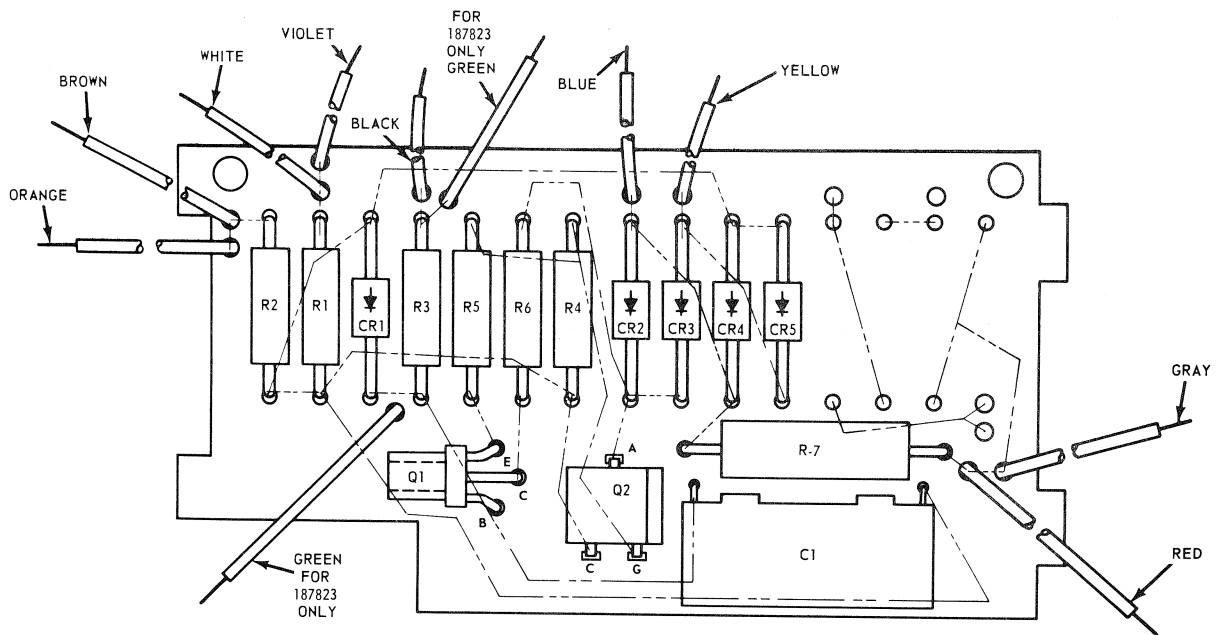 FOR
187823
ONLY
GREEN
VIOLET
WHITE
BROWN
BLACK
BLUE
YELLOW
ORANGE
R2
R1
CR1
R3
R5
R6
R4
CR2
CR3
CR4
CR5
GRAY
R-7
A
E
Q1
Q2
C
B
C
G
C1
GREEN
FOR
187823
ONLY
RED